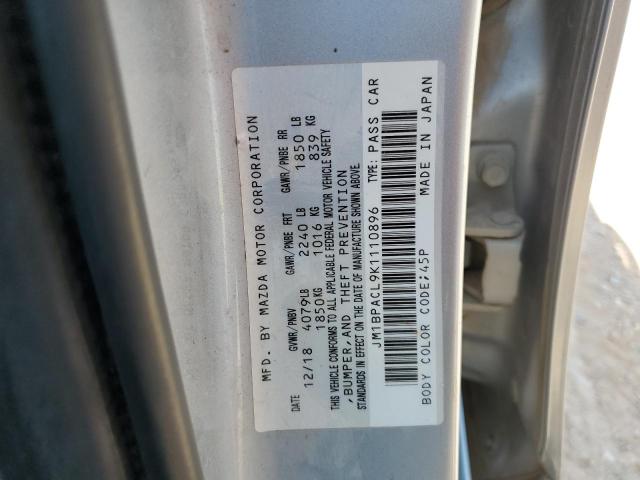 MFD. BY MAZDA MOTOR CORPORATION
GVWR/PNBV GAWR/PNBE FRT GAWR/PNBE RR
DATE 4079LB 2240 LB 1850 LB
12/18 1850KG 1016 KG 839 KG
THIS VEHICLE CONFORMS TO ALL APPLICABLE FEDERAL MOTOR VEHICLE SAFETY
,BUMPER,AND THEFT PREVENTION
STANDARDS IN EFFECT ON THE DATE OF MANUFACTURE SHOWN ABOVE.
JM1BPACL9K1110896 TYPE: PASS CAR
BODY COLOR CODE;45P MADE IN JAPAN